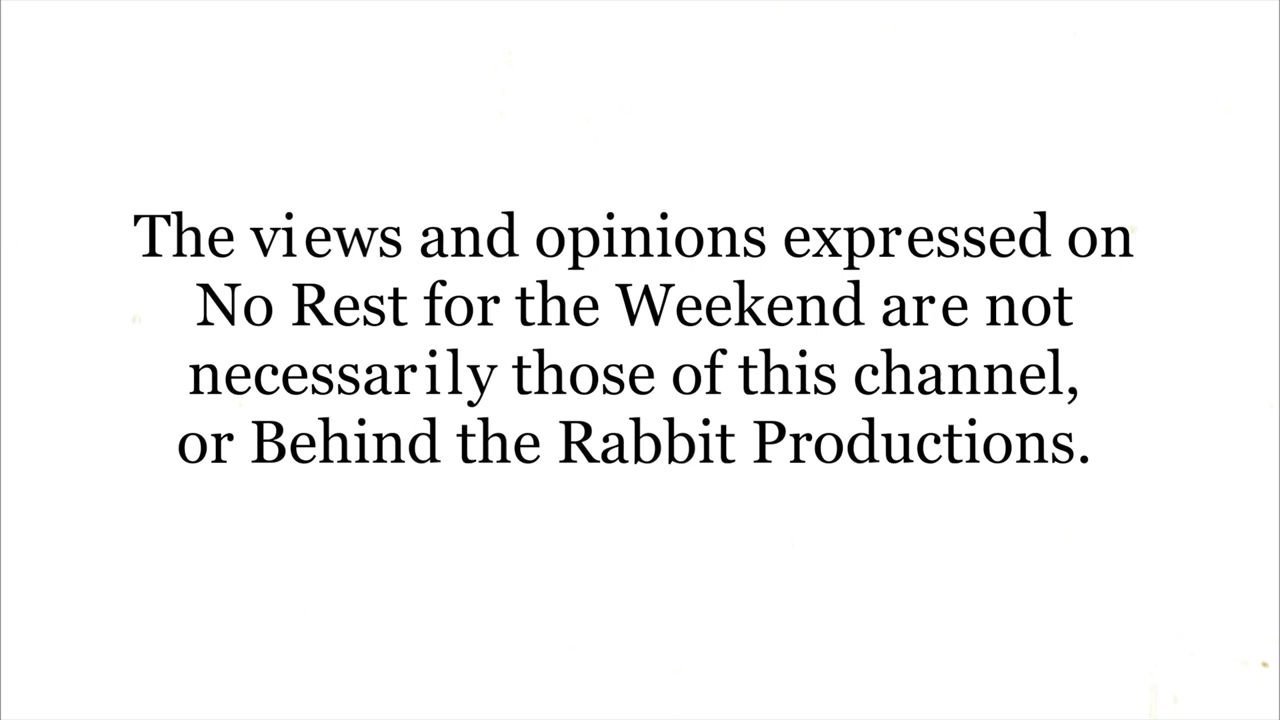 The views and opinions expressed on
No Rest for the Weekend are not
necessarily those of this channel,
or Behind the Rabbit Productions.